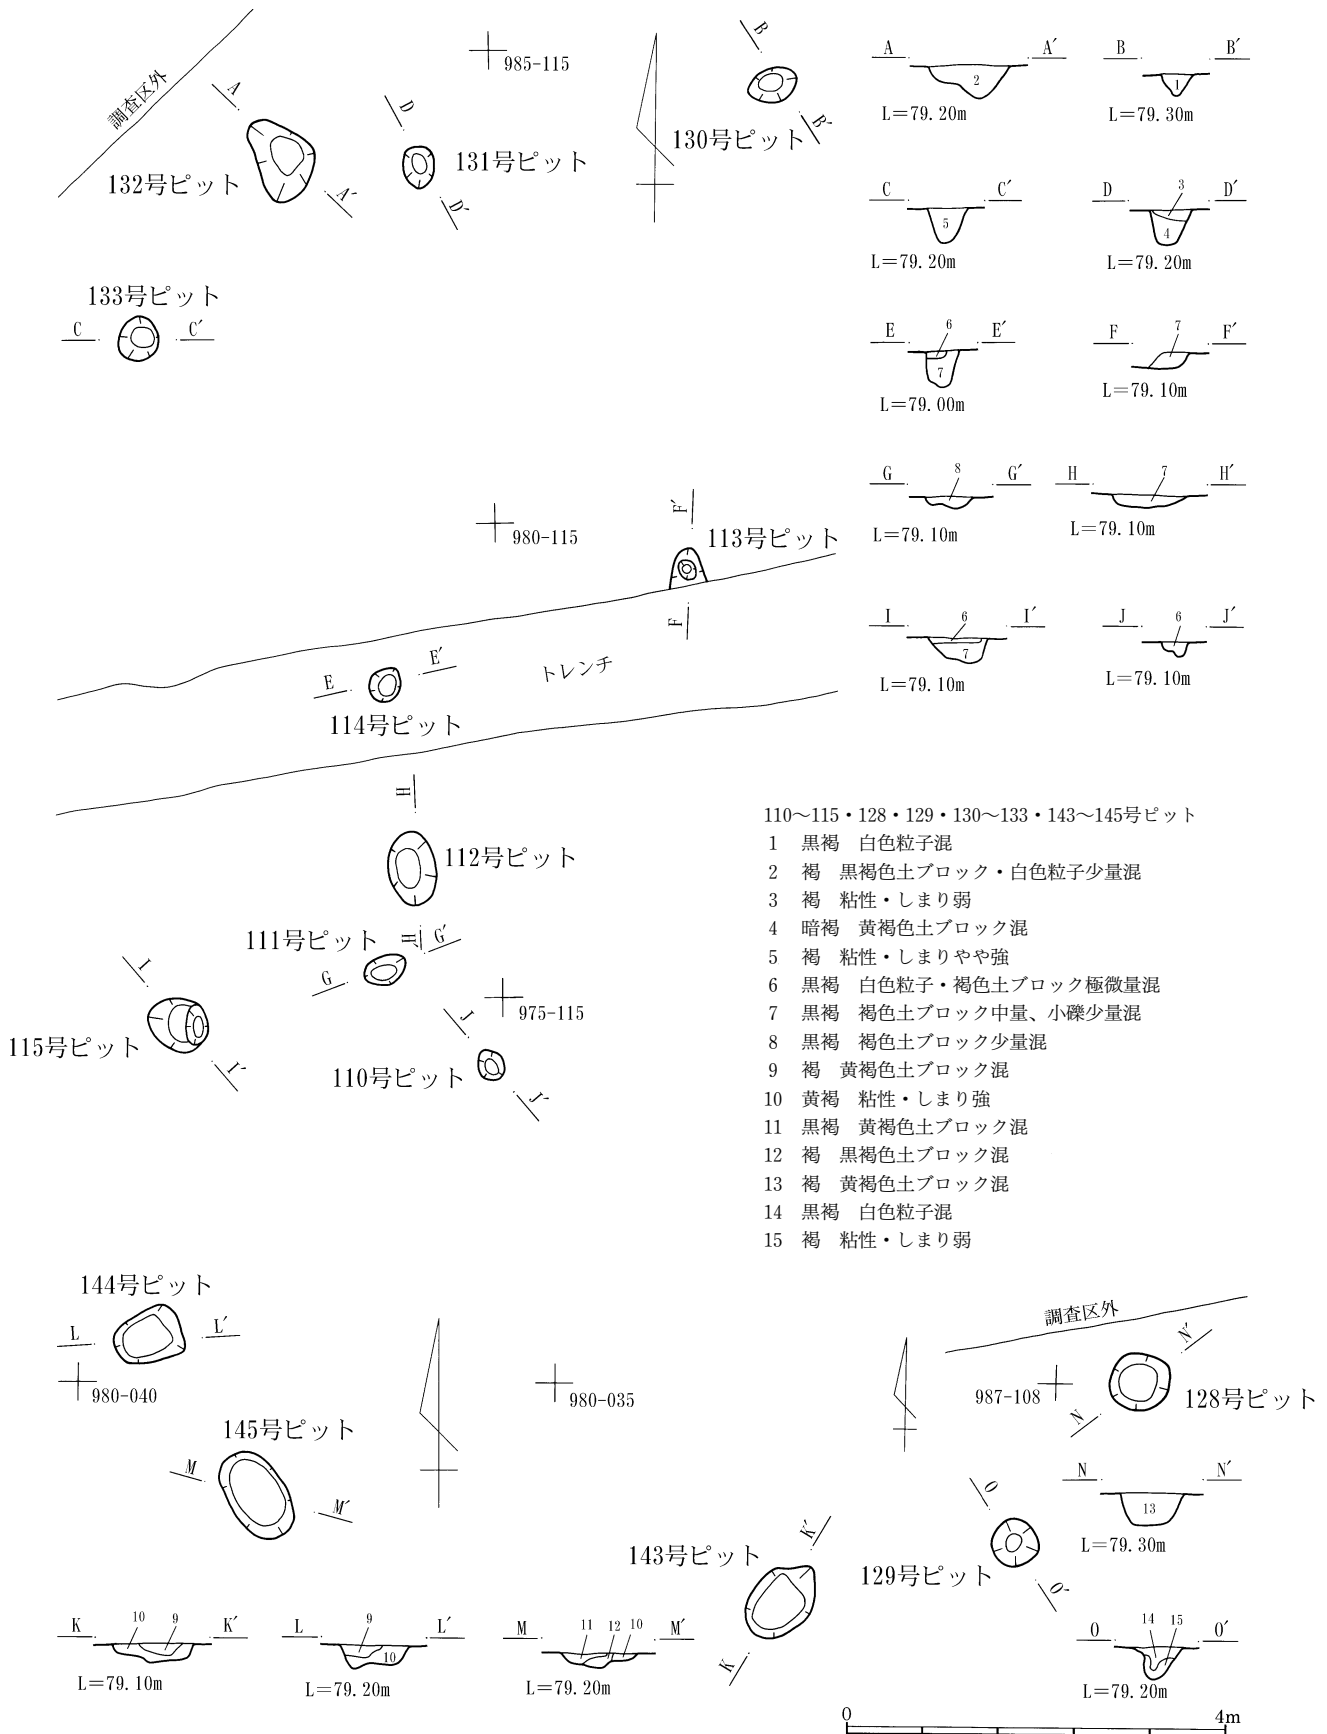 調査区外
A
985-115
D
132号ピット
A′
131号ピット
D′
B
130号ピット
B′
A A′
2
L=79.20m
B B′
1
L=79.30m
C C′
5
L=79.20m
D D′
3
4
L=79.20m
133号ピット
C C′
E E′
6
7
L=79.00m
F F′
7
L=79.10m
G G′
8
L=79.10m
H H′
7
L=79.10m
I I′
6
7
L=79.10m
J J′
6
L=79.10m
980-115
F′
113号ピット
F
トレンチ
E E′
114号ピット
H
112号ピット
H′
111号ピット
G G′
I
115号ピット
I′
975-115
J
110号ピット
J′
110〜115・128・129・130〜133・143〜145号ピット
1 黒褐 白色粒子混
2 褐 黒褐色土ブロック・白色粒子少量混
3 褐 粘性・しまり弱
4 暗褐 黄褐色土ブロック混
5 褐 粘性・しまりやや強
6 黒褐 白色粒子・褐色土ブロック極微量混
7 黒褐 褐色土ブロック中量、小礫少量混
8 黒褐 褐色土ブロック少量混
9 褐 黄褐色土ブロック混
10 黄褐 粘性・しまり強
11 黒褐 黄褐色土ブロック混
12 褐 黒褐色土ブロック混
13 褐 黄褐色土ブロック混
14 黒褐 白色粒子混
15 褐 粘性・しまり弱
144号ピット
L L′
980-040
145号ピット
M M′
980-035
143号ピット
K′
K
K K′
10 9
L=79.10m
L L′
9
10
L=79.20m
M M′
11 12 10
L=79.20m
調査区外
987-108
N′
N
128号ピット
N N′
13
L=79.30m
O
129号ピット
O′
O O′
14 15
L=79.20m
0 4m